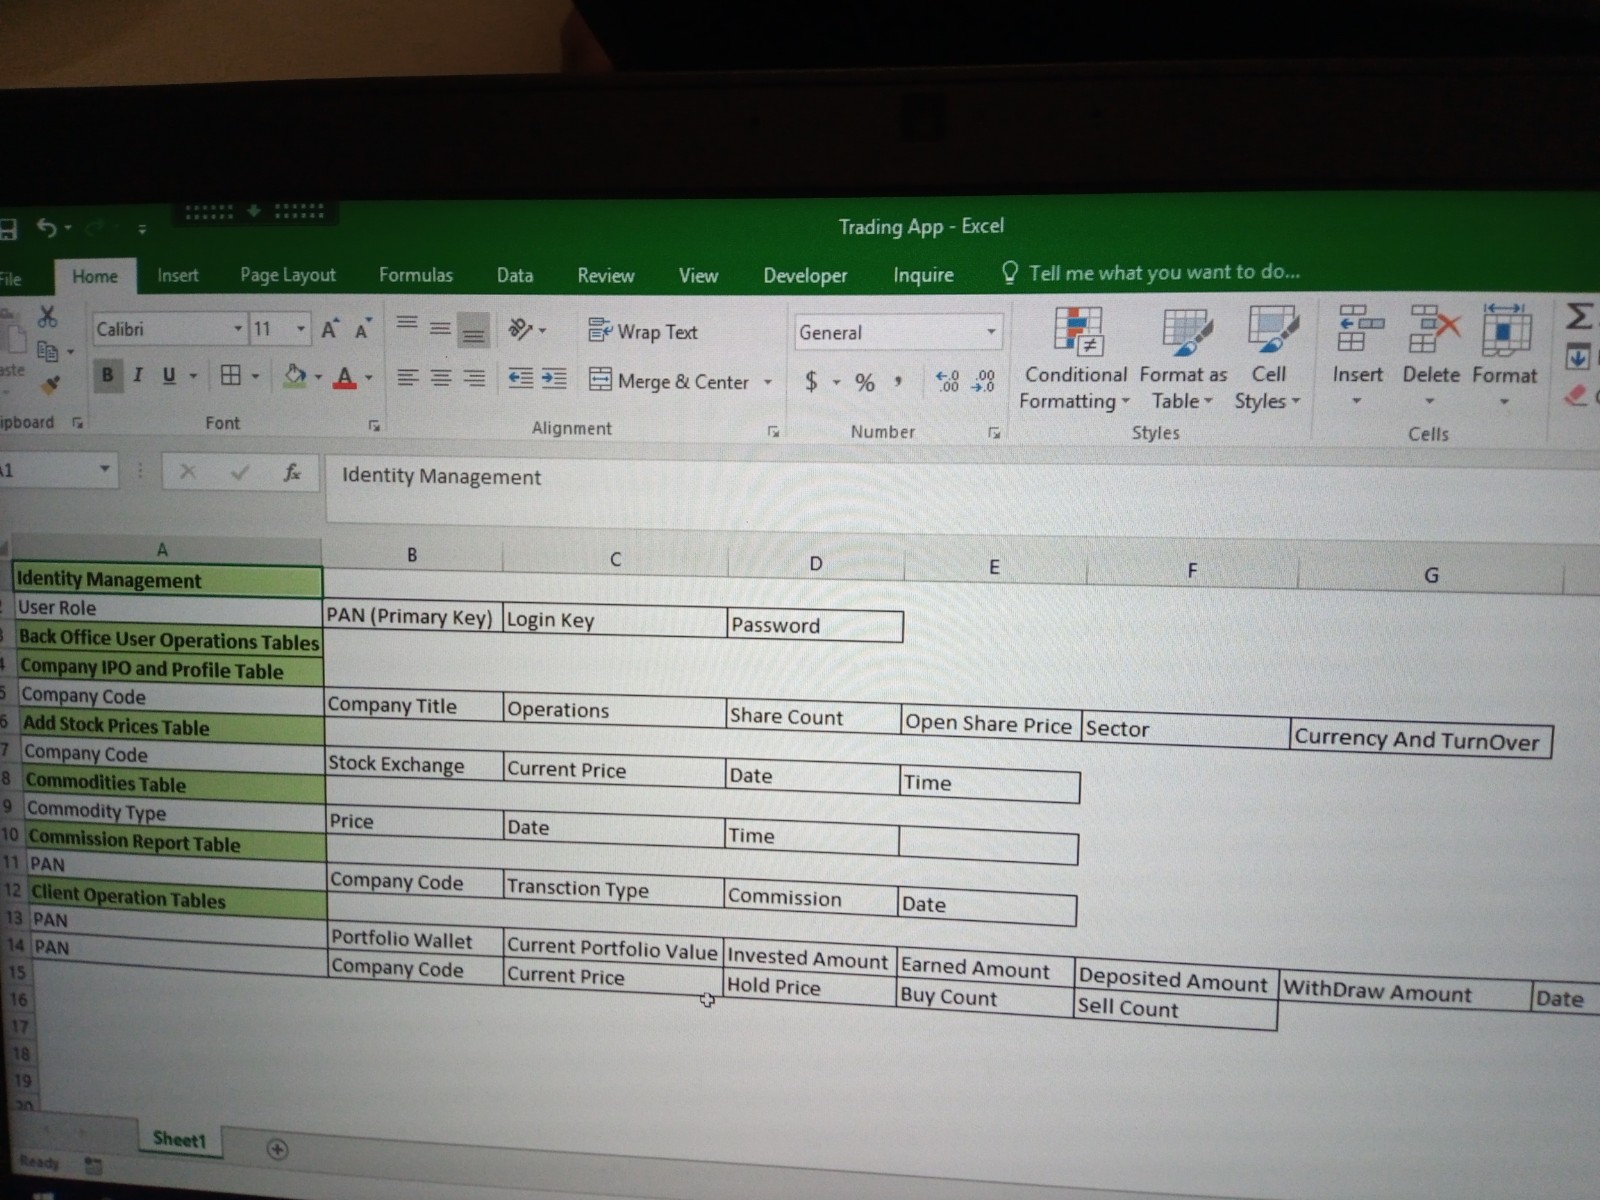 Trading App - Excel
File Home Insert Page Layout Formulas Data Review View Developer Inquire Tell me what you want to do...
Calibri 11 A A Wrap Text General
B I U A Merge & Center $ % , .0 .00 .00 .0
Conditional Formatting Format as Table Cell Styles Insert Delete Format
Font Alignment Number Styles Cells
fx Identity Management
A B C D E F G
Identity Management
2 User Role PAN (Primary Key) Login Key Password
3 Back Office User Operations Tables
4 Company IPO and Profile Table
5 Company Code Company Title Operations Share Count Open Share Price Sector Currency And TurnOver
6 Add Stock Prices Table
7 Company Code Stock Exchange Current Price Date Time
8 Commodities Table
9 Commodity Type Price Date Time
10 Commission Report Table
11 PAN Company Code Transction Type Commission Date
12 Client Operation Tables
13 PAN Portfolio Wallet Current Portfolio Value Invested Amount Earned Amount Deposited Amount WithDraw Amount Date
14 PAN Company Code Current Price Hold Price Buy Count Sell Count
15
16
17
18
19
20
Sheet1
Ready